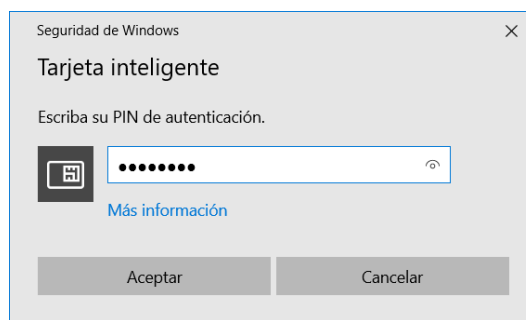 Seguridad de Windows
Tarjeta inteligente
Escriba su PIN de autenticación.
••••••••
Más información
Aceptar
Cancelar